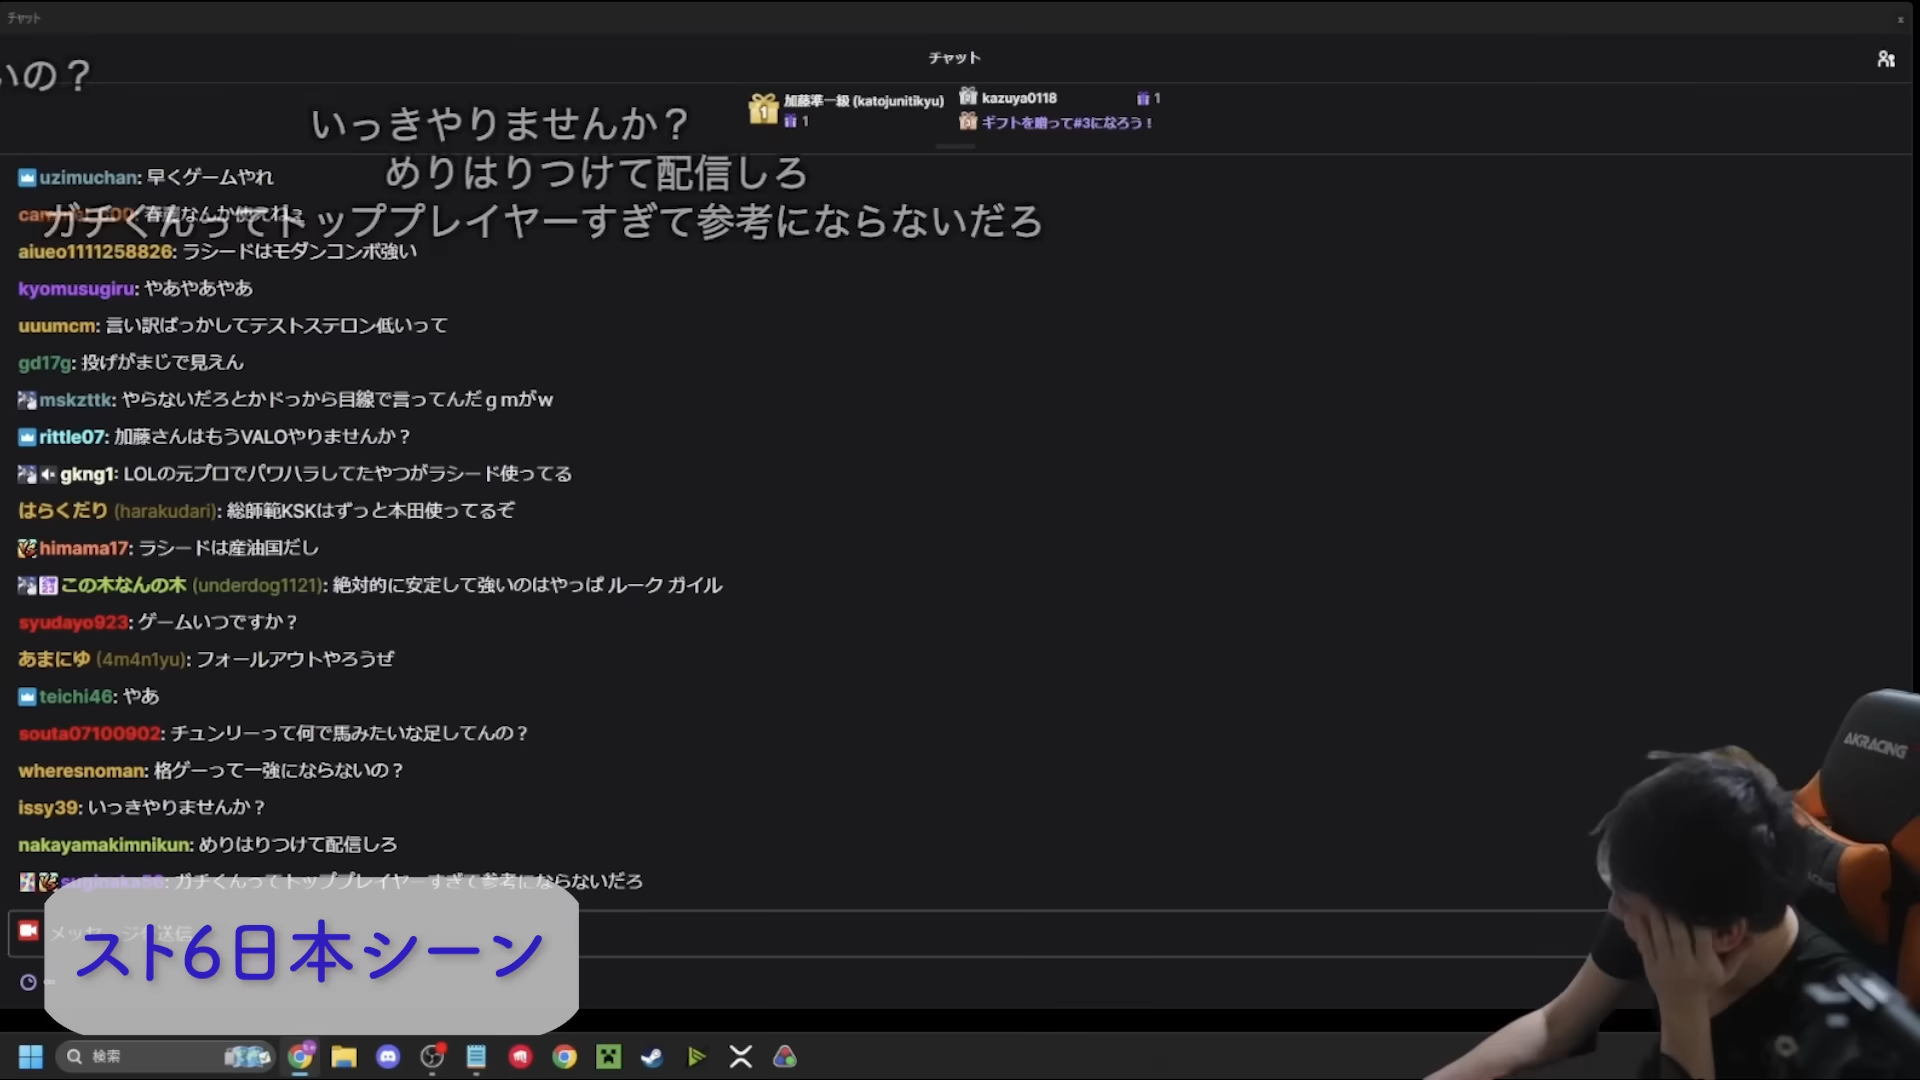 チャット
チャット
いの？
加藤準一級 (katojunitikyu)
1
1
kazuya0118
1
ギフトを贈って#3になろう！
いっきやりませんか？
めりはりつけて配信しろ
ガチくんってトッププレイヤーすぎて参考にならないだろ
uzimuchan: 早くゲームやれ
aiueo1111258826: ラシードはモダンコンボ強い
kyomusugiru: やあやあやあ
uuumcm: 言い訳ばっかしてテストステロン低いって
gd17g: 投げがまじで見えん
mskzttk: やらないだろとかドっから目線で言ってんだｇｍがｗ
rittle07: 加藤さんはもうVALOやりませんか？
gkng1: LOLの元プロでパワハラしてたやつがラシード使ってる
はらくだり (harakudari): 総師範KSKはずっと本田使ってるぞ
himama17: ラシードは産油国だし
この木なんの木 (underdog1121): 絶対的に安定して強いのはやっぱ ルーク ガイル
syudayo923: ゲームいつですか？
あまにゆ (4m4n1yu): フォールアウトやろうぜ
teichi46: やあ
souta07100902: チュンリーって何で馬みたいな足してんの？
wheresnoman: 格ゲーって一強にならないの？
issy39: いっきやりませんか？
nakayamakimnikun: めりはりつけて配信しろ
suginaka56: ガチくんってトッププレイヤーすぎて参考にならないだろ
メッセージを送信
スト6日本シーン
AKRACING
検索